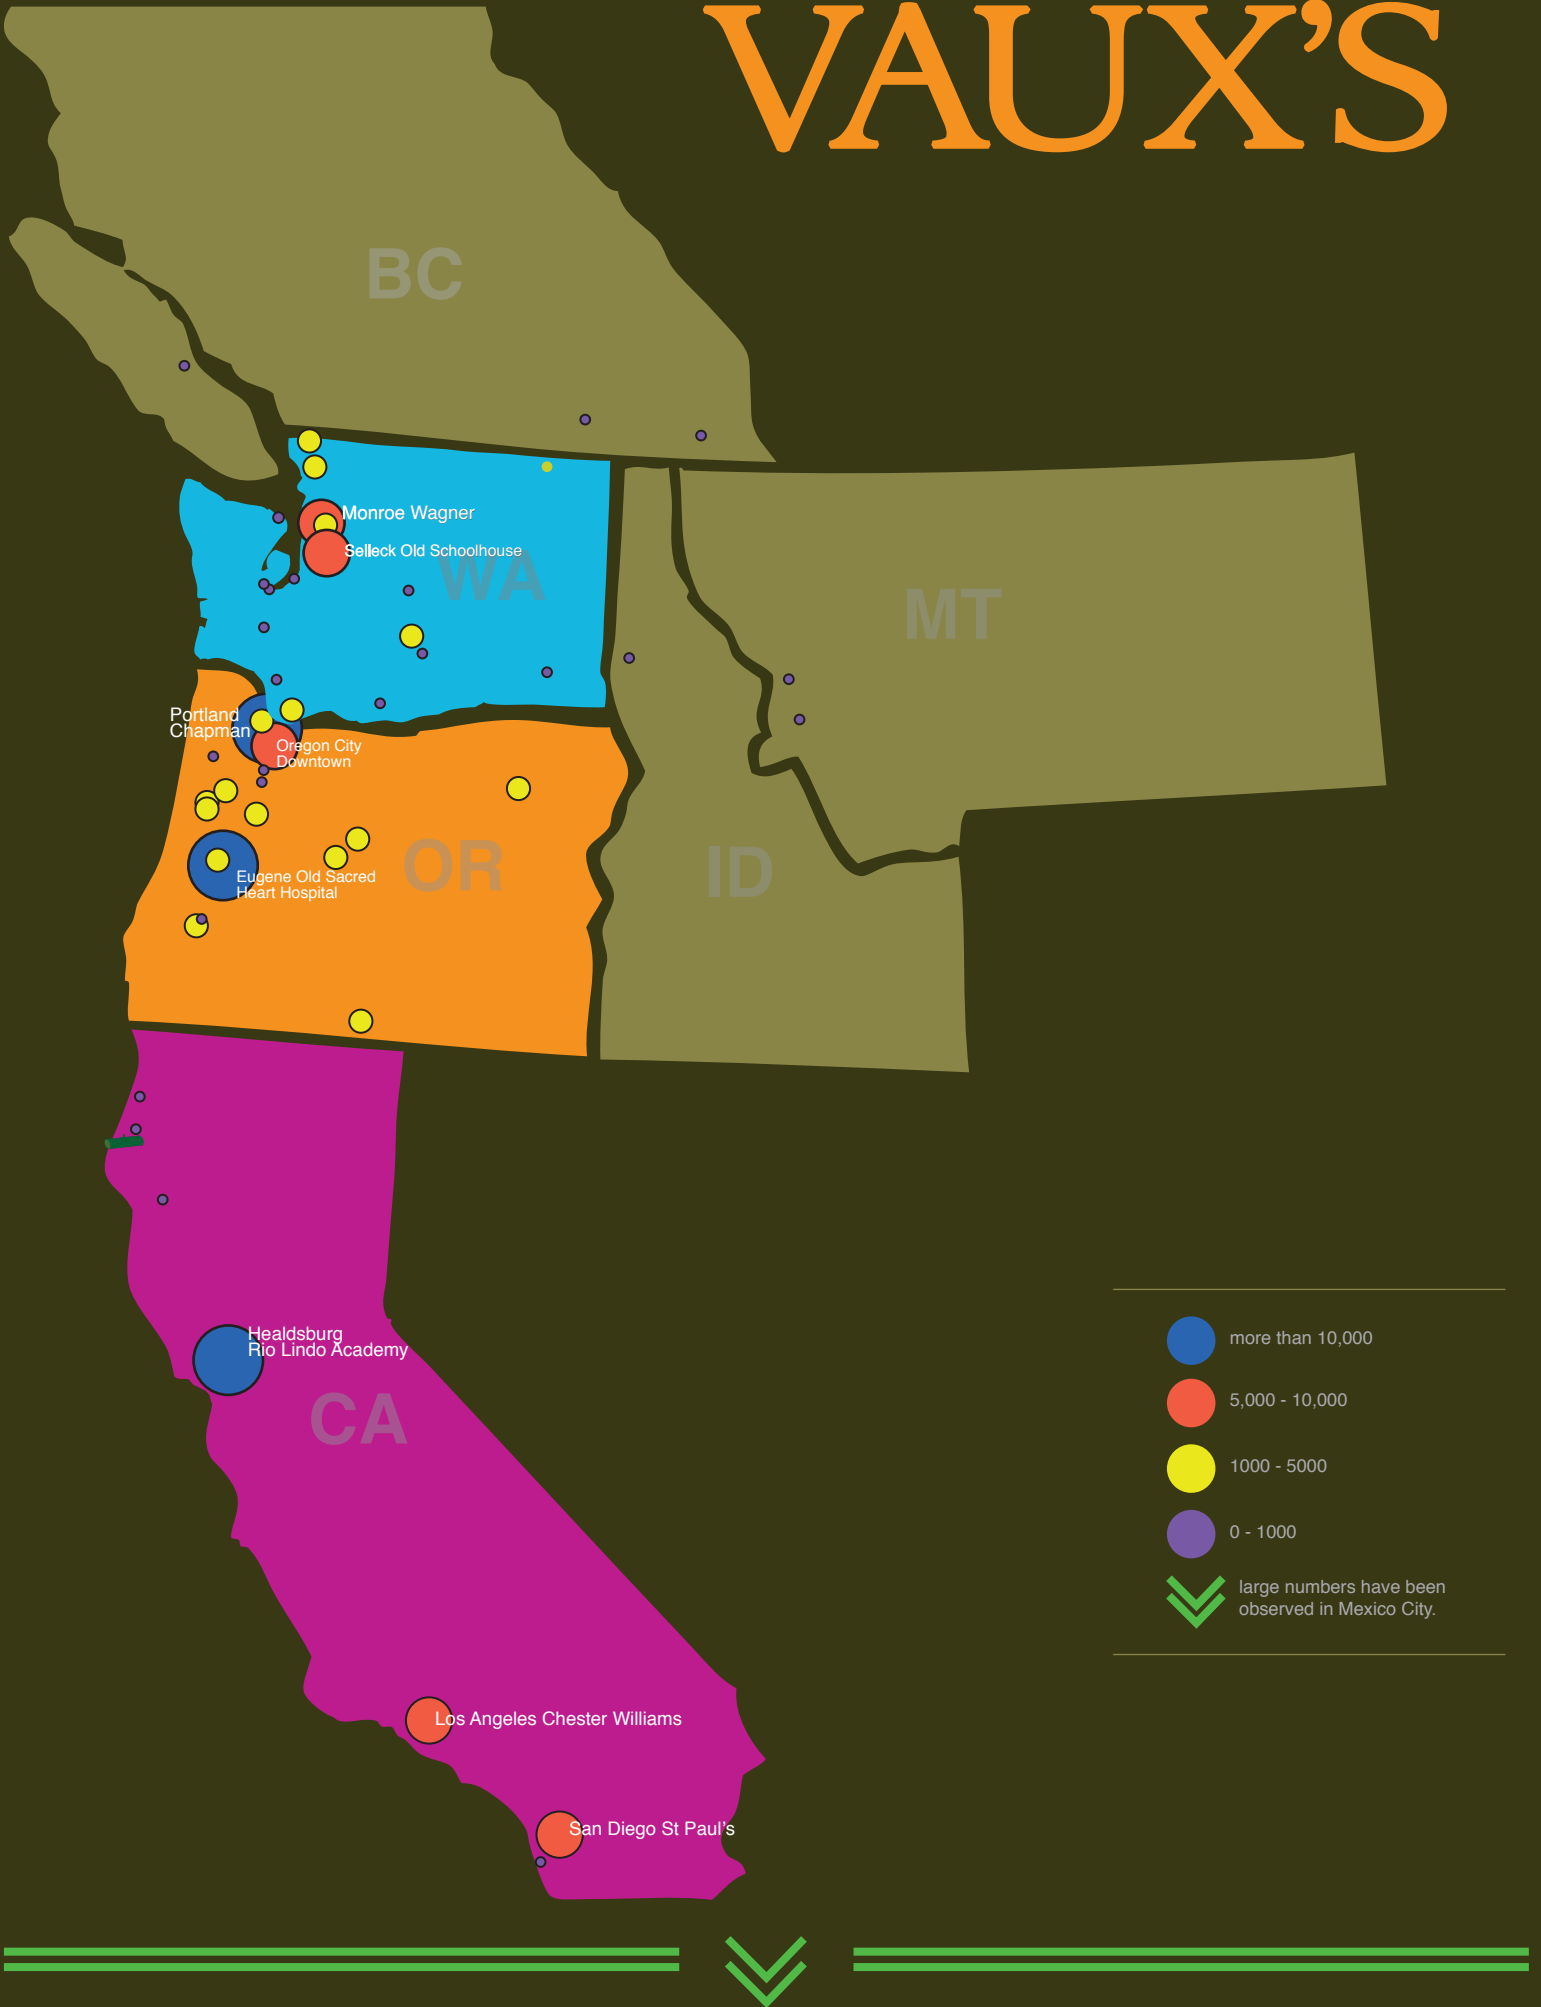 VAUX'S
BC
Monroe Wagner
Selleck Old Schoolhouse
WA
MT
Portland
Chapman
Oregon City
Downtown
OR
ID
Eugene Old Sacred
Heart Hospital
Healdsburg
Rio Lindo Academy
CA
more than 10,000
5,000 - 10,000
1000 - 5000
0 - 1000
large numbers have been
observed in Mexico City.
Los Angeles Chester Williams
San Diego St Paul's